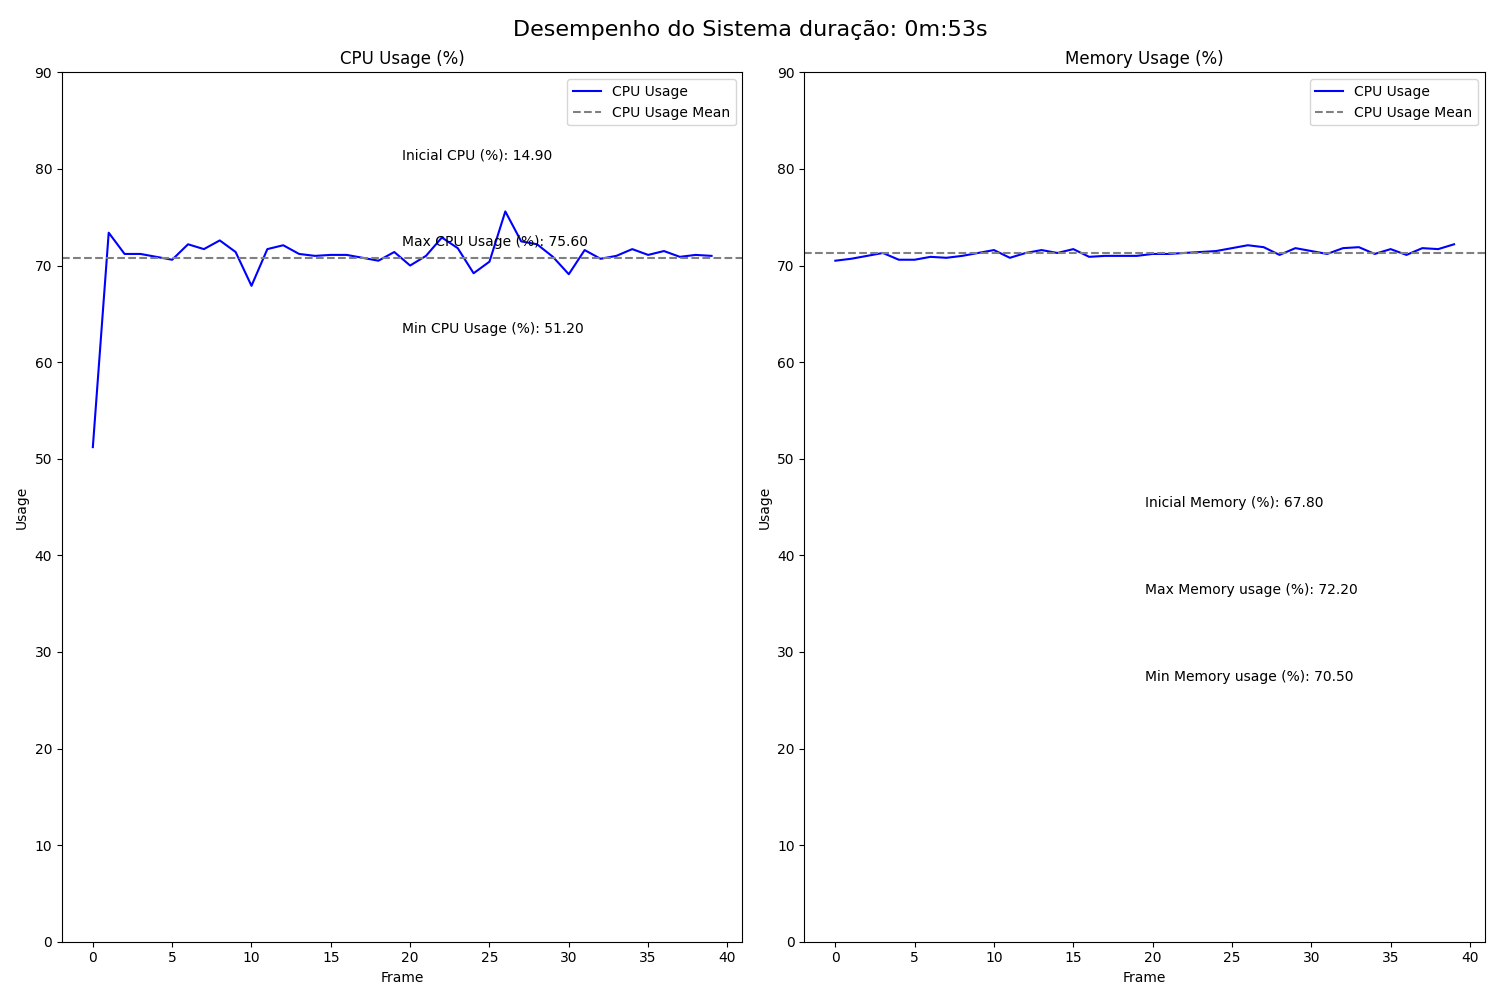 Desempenho do Sistema duração: 0m:53s
CPU Usage (%)
90
80
70
60
50
40
30
20
10
0
Usage
CPU Usage
CPU Usage Mean
Inicial CPU (%): 14.90
Max CPU Usage (%): 75.60
Min CPU Usage (%): 51.20
0 5 10 15 20 25 30 35 40
Frame
Memory Usage (%)
90
80
70
60
50
40
30
20
10
0
Usage
CPU Usage
CPU Usage Mean
Inicial Memory (%): 67.80
Max Memory usage (%): 72.20
Min Memory usage (%): 70.50
0 5 10 15 20 25 30 35 40
Frame